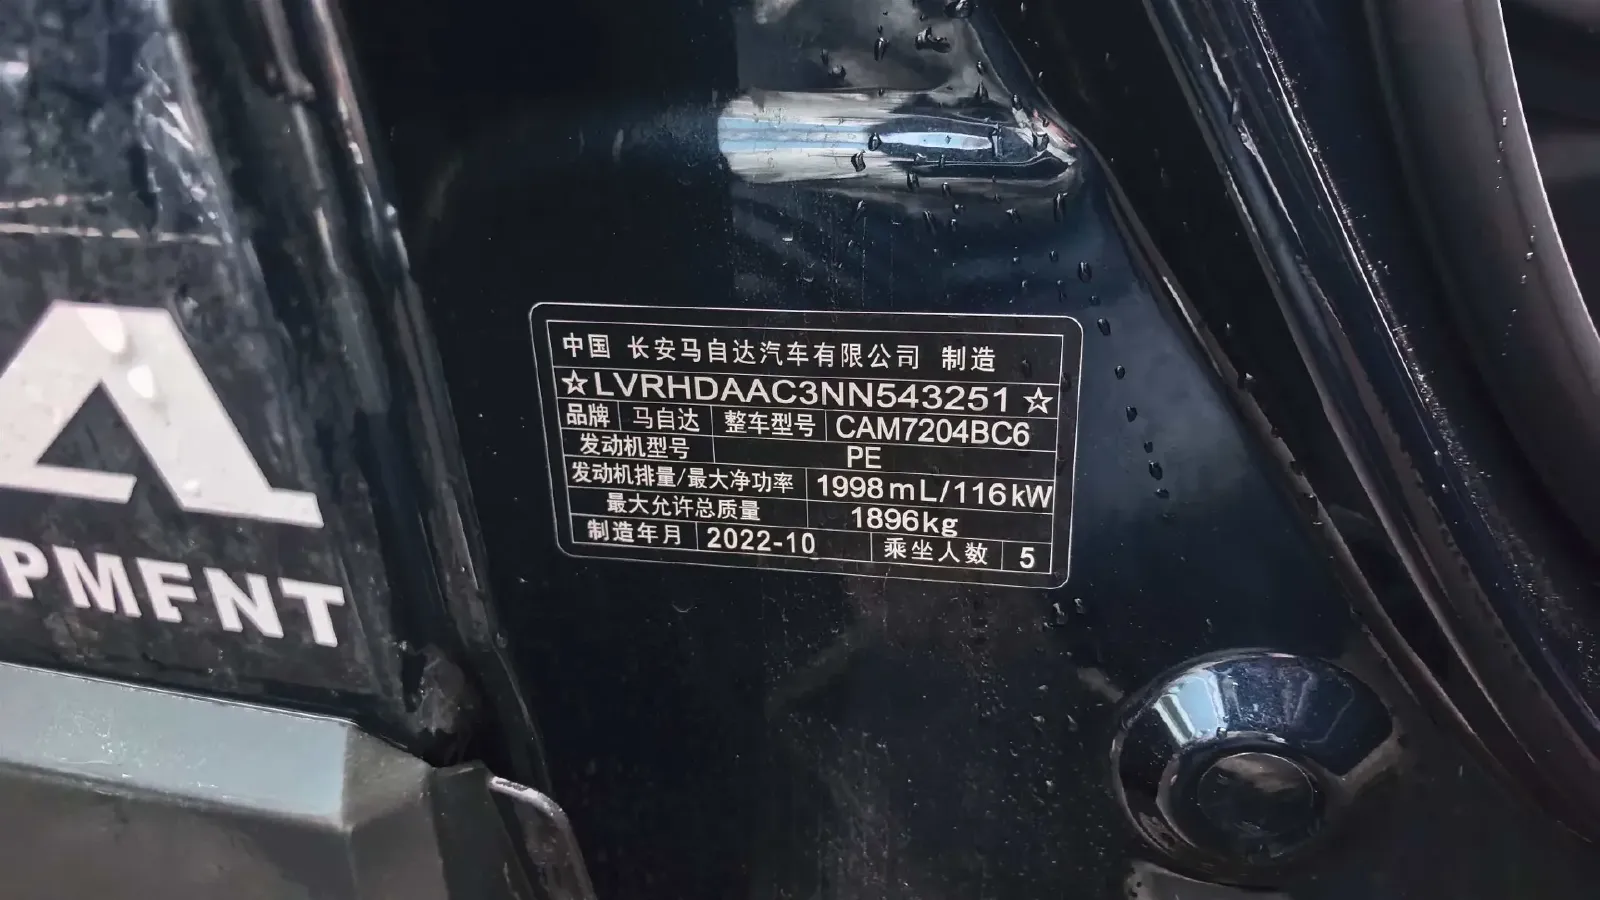 中国 长安马自达汽车有限公司 制造
☆LVRHDAAC3NN543251☆
品牌 马自达 整车型号 CAM7204BC6
发动机型号 PE
发动机排量/最大净功率 1998mL/116kW
最大允许总质量 1896kg
制造年月 2022-10 乘坐人数 5
PMENT